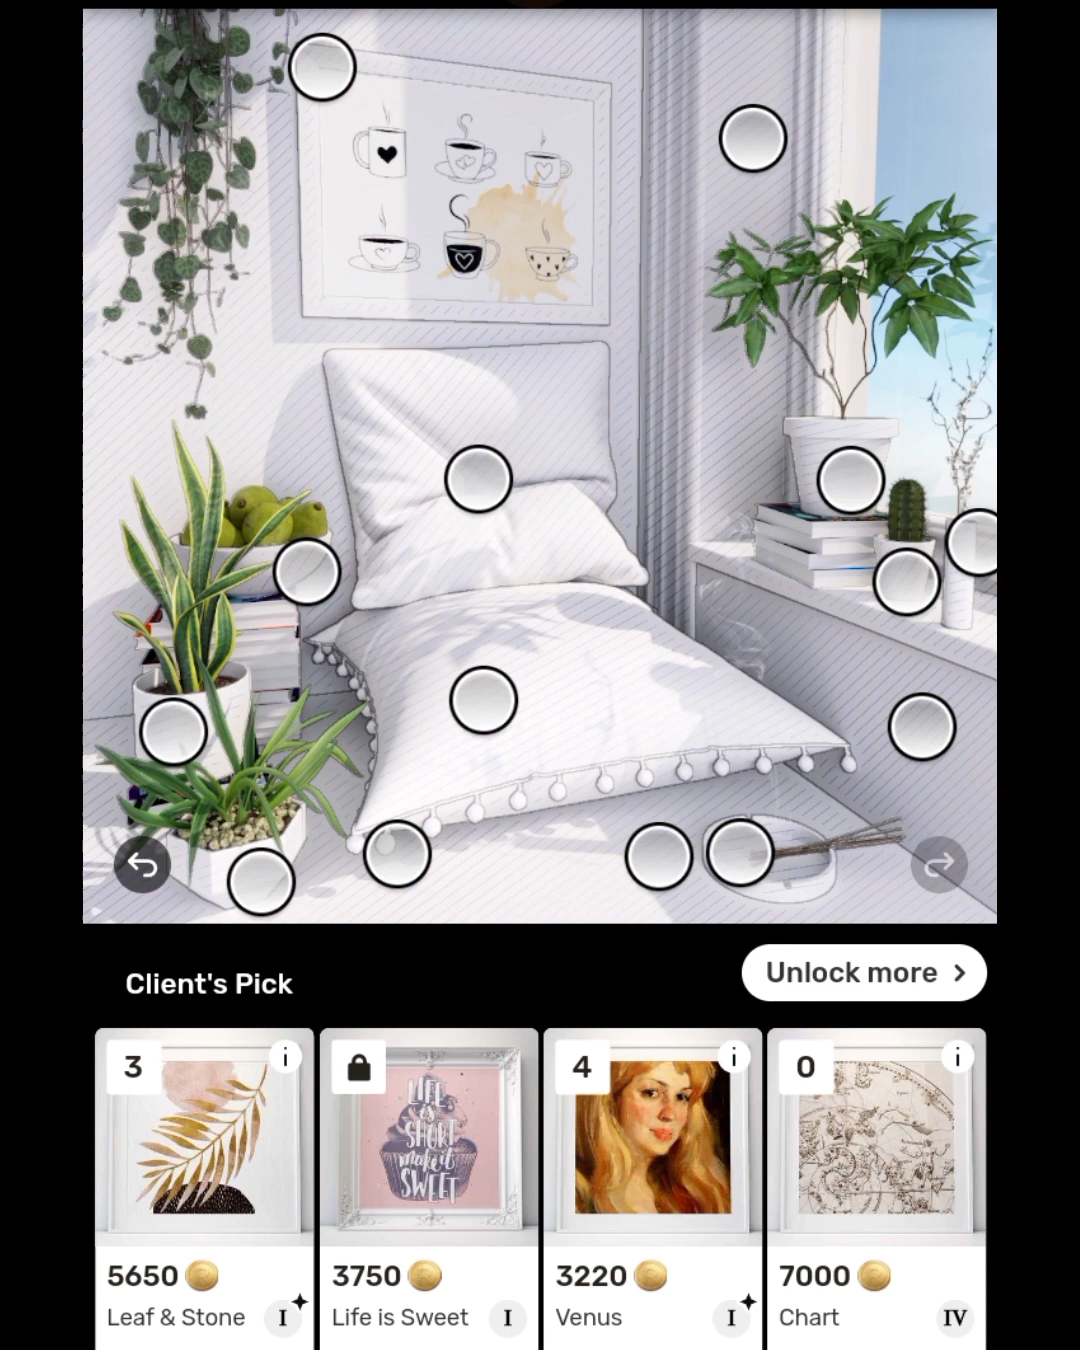 Client's Pick
Unlock more
3
4
0
LIFE
is
SHORT
make it
SWEET
5650
3750
3220
7000
Leaf & Stone
I
Life is Sweet
I
Venus
I
Chart
IV